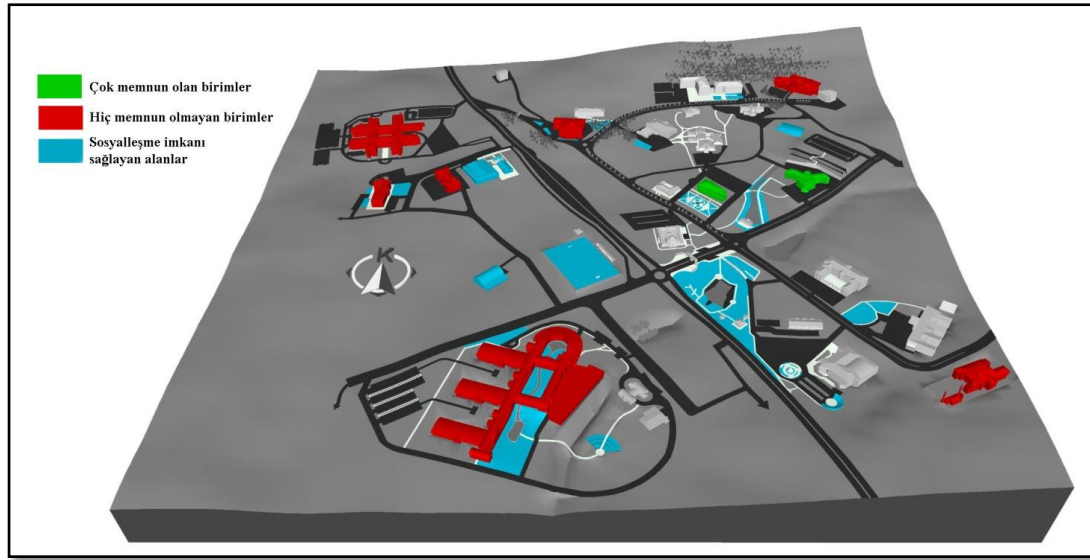 Çok memnun olan birimler
Hiç memnun olmayan birimler
Sosyalleşme imkanı
sağlayan alanlar
K